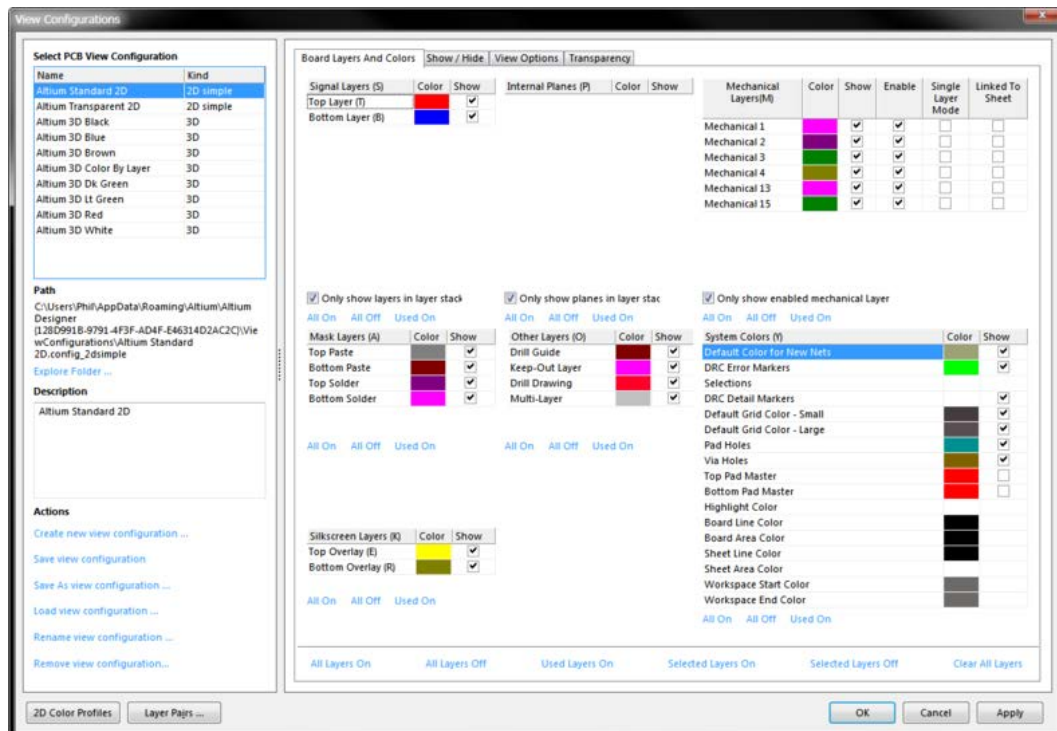 View Configurations
Select PCB View Configuration
Name Kind
Altium Standard 2D 2D simple
Altium Transparent 2D 2D simple
Altium 3D Black 3D
Altium 3D Blue 3D
Altium 3D Brown 3D
Altium 3D Color By Layer 3D
Altium 3D Dk Green 3D
Altium 3D Lt Green 3D
Altium 3D Red 3D
Altium 3D White 3D
Path
C:\Users\Phil\AppData\Roaming\Altium\Altium
Designer
{128D991B-9791-4F3F-AD4F-E46314D2AC2C}\Vie
wConfigurations\Altium Standard
2D.config_2dsimple
Explore Folder ...
Description
Altium Standard 2D
Actions
Create new view configuration ...
Save view configuration
Save As view configuration ...
Load view configuration ...
Rename view configuration ...
Remove view configuration...
Board Layers And Colors Show / Hide View Options Transparency
Signal Layers (S) Color Show
Top Layer (T)
Bottom Layer (B)
Only show layers in layer stack
All On All Off Used On
Internal Planes (P) Color Show
Only show planes in layer stac
All On All Off Used On
Mechanical Layers(M) Color Show Enable Single Layer Mode Linked To Sheet
Mechanical 1
Mechanical 2
Mechanical 3
Mechanical 4
Mechanical 13
Mechanical 15
Only show enabled mechanical Layer
All On All Off Used On
Mask Layers (A) Color Show
Top Paste
Bottom Paste
Top Solder
Bottom Solder
All On All Off Used On
Other Layers (O) Color Show
Drill Guide
Keep-Out Layer
Drill Drawing
Multi-Layer
All On All Off Used On
System Colors (Y) Color Show
Default Color for New Nets
DRC Error Markers
Selections
DRC Detail Markers
Default Grid Color - Small
Default Grid Color - Large
Pad Holes
Via Holes
Top Pad Master
Bottom Pad Master
Highlight Color
Board Line Color
Board Area Color
Sheet Line Color
Sheet Area Color
Workspace Start Color
Workspace End Color
All On All Off Used On
Silkscreen Layers (K) Color Show
Top Overlay (E)
Bottom Overlay (R)
All On All Off Used On
All Layers On All Layers Off Used Layers On Selected Layers On Selected Layers Off Clear All Layers
2D Color Profiles Layer Pairs ... OK Cancel Apply